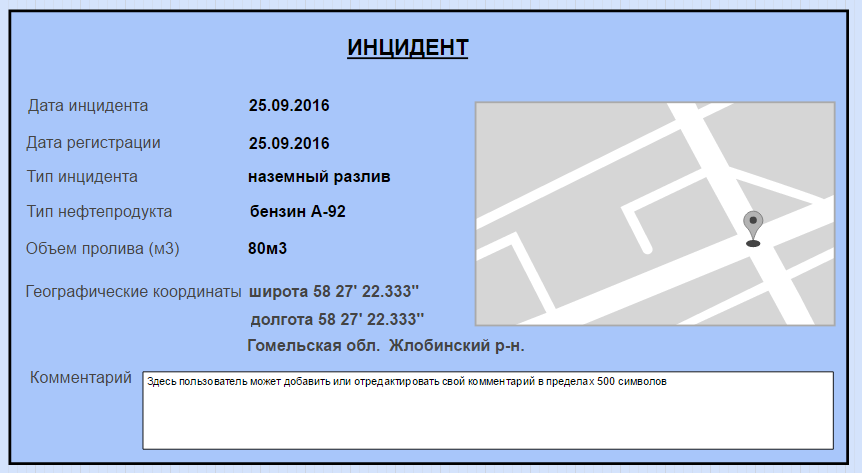 ИНЦИДЕНТ
Дата инцидента 25.09.2016
Дата регистрации 25.09.2016
Тип инцидента наземный разлив
Тип нефтепродукта бензин А-92
Объем пролива (м3) 80м3
Географические координаты широта 58 27' 22.333"
долгота 58 27' 22.333"
Гомельская обл. Жлобинский р-н.
Комментарий Здесь пользователь может добавить или отредактировать свой комментарий в пределах 500 символов